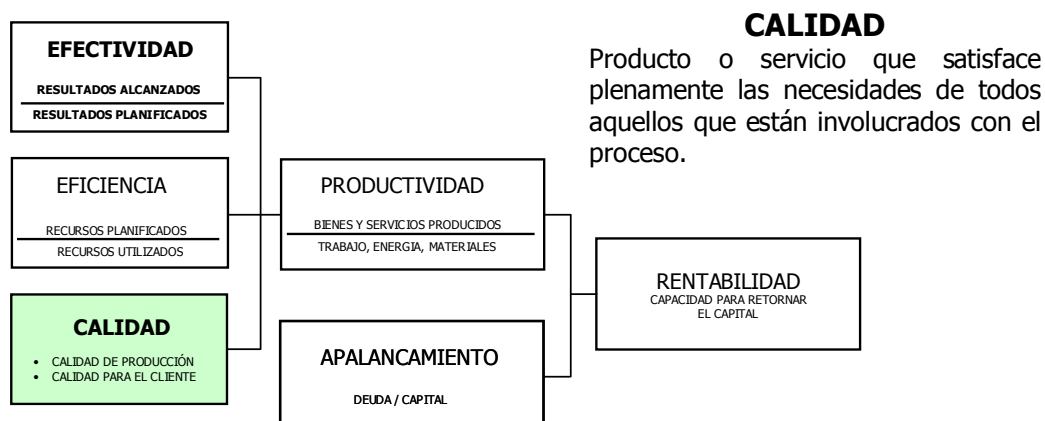 CALIDAD
Producto o servicio que satisface
plenamente las necesidades de todos
aquellos que están involucrados con el
proceso.
EFECTIVIDAD
RESULTADOS ALCANZADOS
RESULTADOS PLANIFICADOS
EFICIENCIA
RECURSOS PLANIFICADOS
RECURSOS UTILIZADOS
CALIDAD
• CALIDAD DE PRODUCCIÓN
• CALIDAD PARA EL CLIENTE
PRODUCTIVIDAD
BIENES Y SERVICIOS PRODUCIDOS
TRABAJO, ENERGIA, MATERIALES
APALANCAMIENTO
DEUDA / CAPITAL
RENTABILIDAD
CAPACIDAD PARA RETORNAR
EL CAPITAL